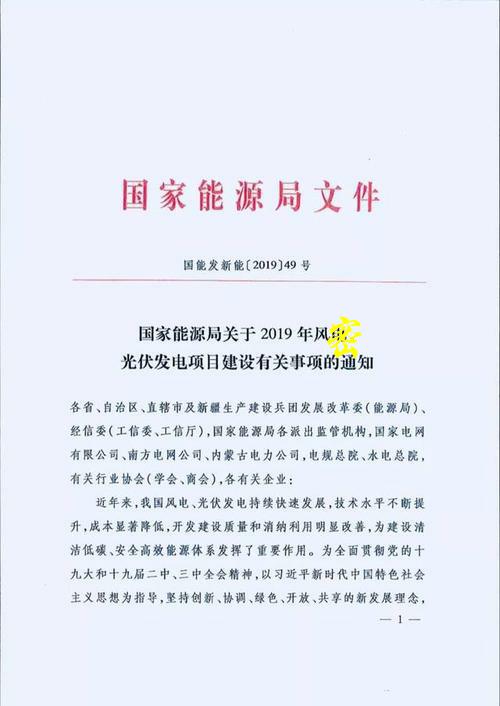 国家能源局文件
国能发新能〔2019〕49 号
国家能源局关于 2019 年风电、
密
光伏发电项目建设有关事项的通知
各省、自治区、直辖市及新疆生产建设兵团发展改革委(能源局)、
经信委(工信委、工信厅),国家能源局各派出监管机构,国家电网
有限公司、南方电网公司、内蒙古电力公司,电规总院、水电总院,
有关行业协会(学会、商会),各有关企业:
近年来,我国风电、光伏发电持续快速发展,技术水平不断提
升,成本显著降低,开发建设质量和消纳利用明显改善,为建设清
洁低碳、安全高效能源体系发挥了重要作用。为全面贯彻党的十
九大和十九届二中、三中全会精神,以习近平新时代中国特色社会
主义思想为指导,坚持创新、协调、绿色、开放、共享的新发展理念,
— 1 —